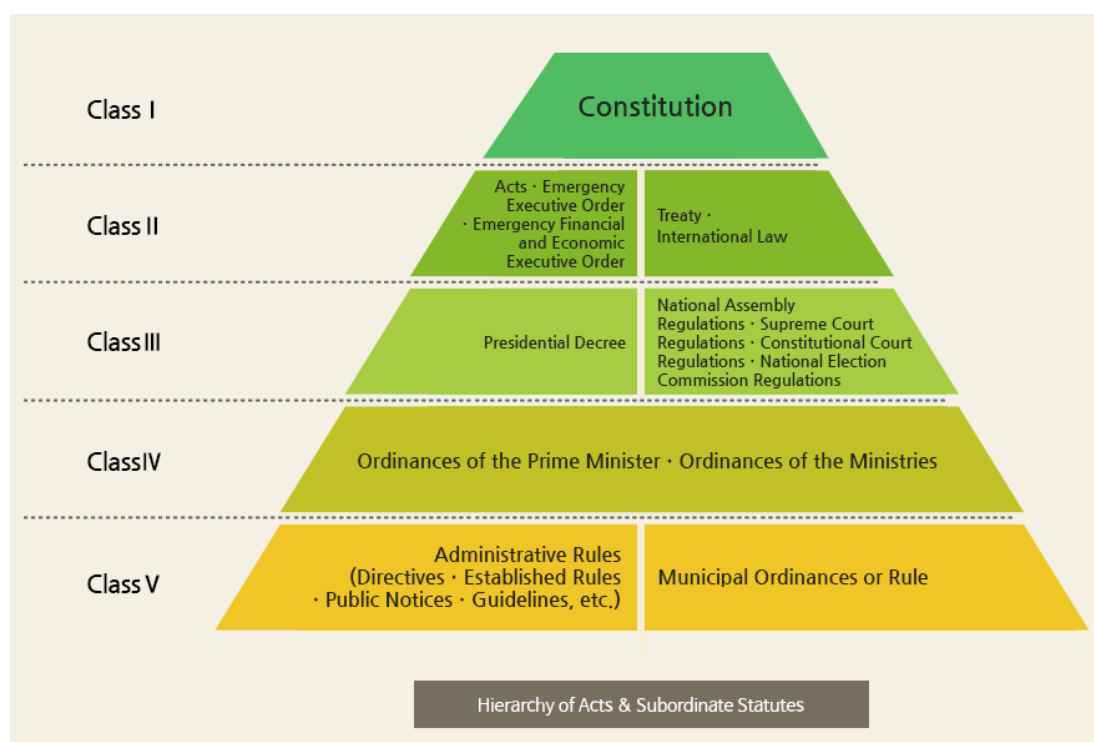 Class I
Constitution
Class II
Acts · Emergency
Executive Order
· Emergency Financial
and Economic
Executive Order
Treaty ·
International Law
Class III
Presidential Decree
National Assembly
Regulations · Supreme Court
Regulations · Constitutional Court
Regulations · National Election
Commission Regulations
Class IV
Ordinances of the Prime Minister · Ordinances of the Ministries
Class V
Administrative Rules
(Directives · Established Rules
· Public Notices · Guidelines, etc.)
Municipal Ordinances or Rule
Hierarchy of Acts & Subordinate Statutes